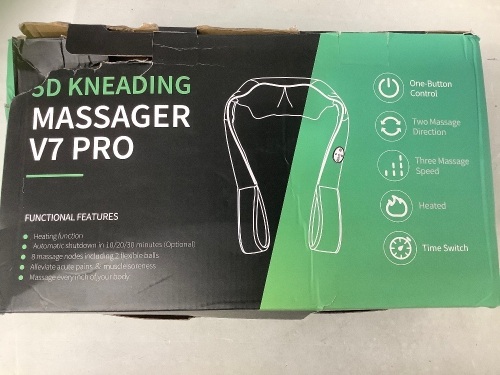 5D KNEADING
MASSAGER
V7 PRO
FUNCTIONAL FEATURES
Heating function
Automatic shutdown in 10/20/30 minutes (Optional)
8 massage nodes including 2 flexible balls
Alleviate acute pains & muscle soreness
Massage every inch of your body
One-Button
Control
Two Massage
Direction
Three Massage
Speed
Heated
Time Switch